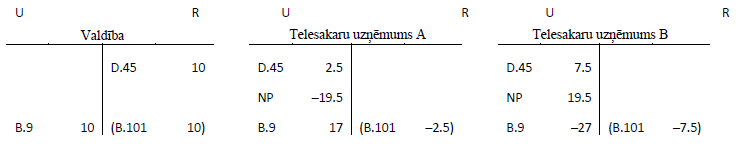 U R U R U R
Valdība Telesakaru uzņēmums A Telesakaru uzņēmums B
D.45 10 D.45 2.5 D.45 7.5
NP –19.5 NP 19.5
B.9 10 (B.101 10) B.9 17 (B.101 –2.5) B.9 –27 (B.101 –7.5)